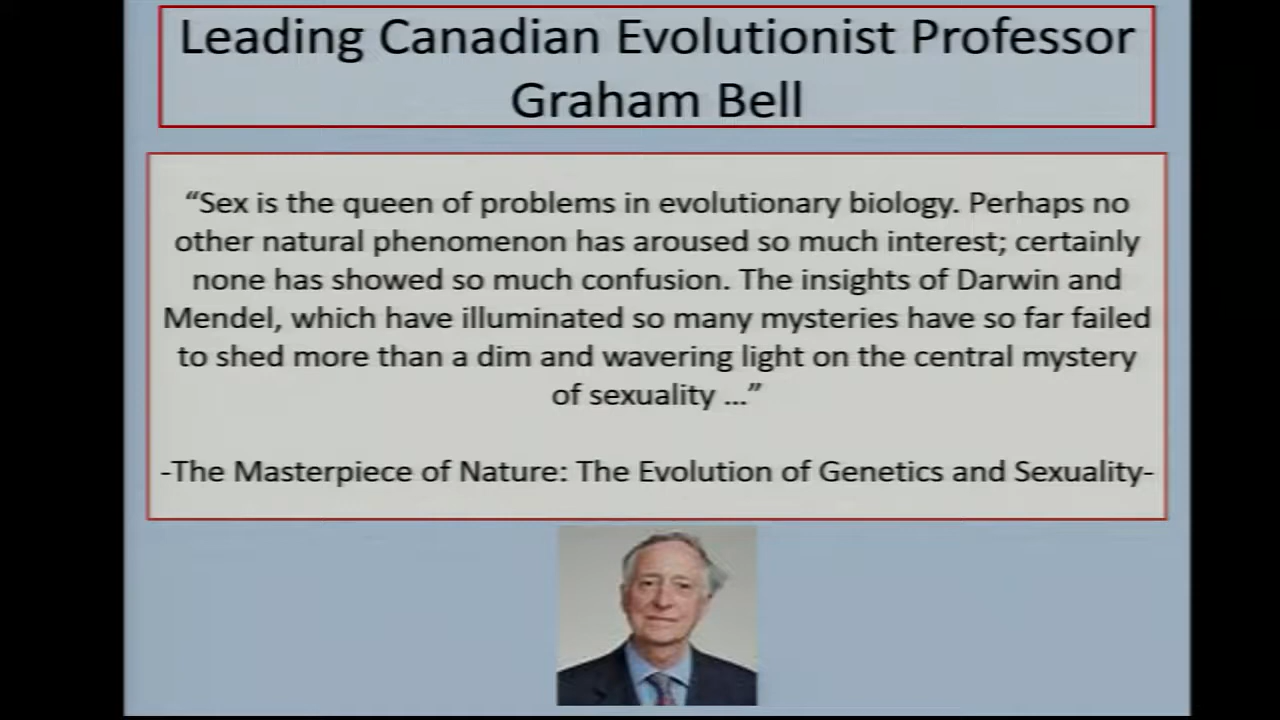 Leading Canadian Evolutionist Professor
Graham Bell
“Sex is the queen of problems in evolutionary biology. Perhaps no
other natural phenomenon has aroused so much interest; certainly
none has showed so much confusion. The insights of Darwin and
Mendel, which have illuminated so many mysteries have so far failed
to shed more than a dim and wavering light on the central mystery
of sexuality ...”
-The Masterpiece of Nature: The Evolution of Genetics and Sexuality-